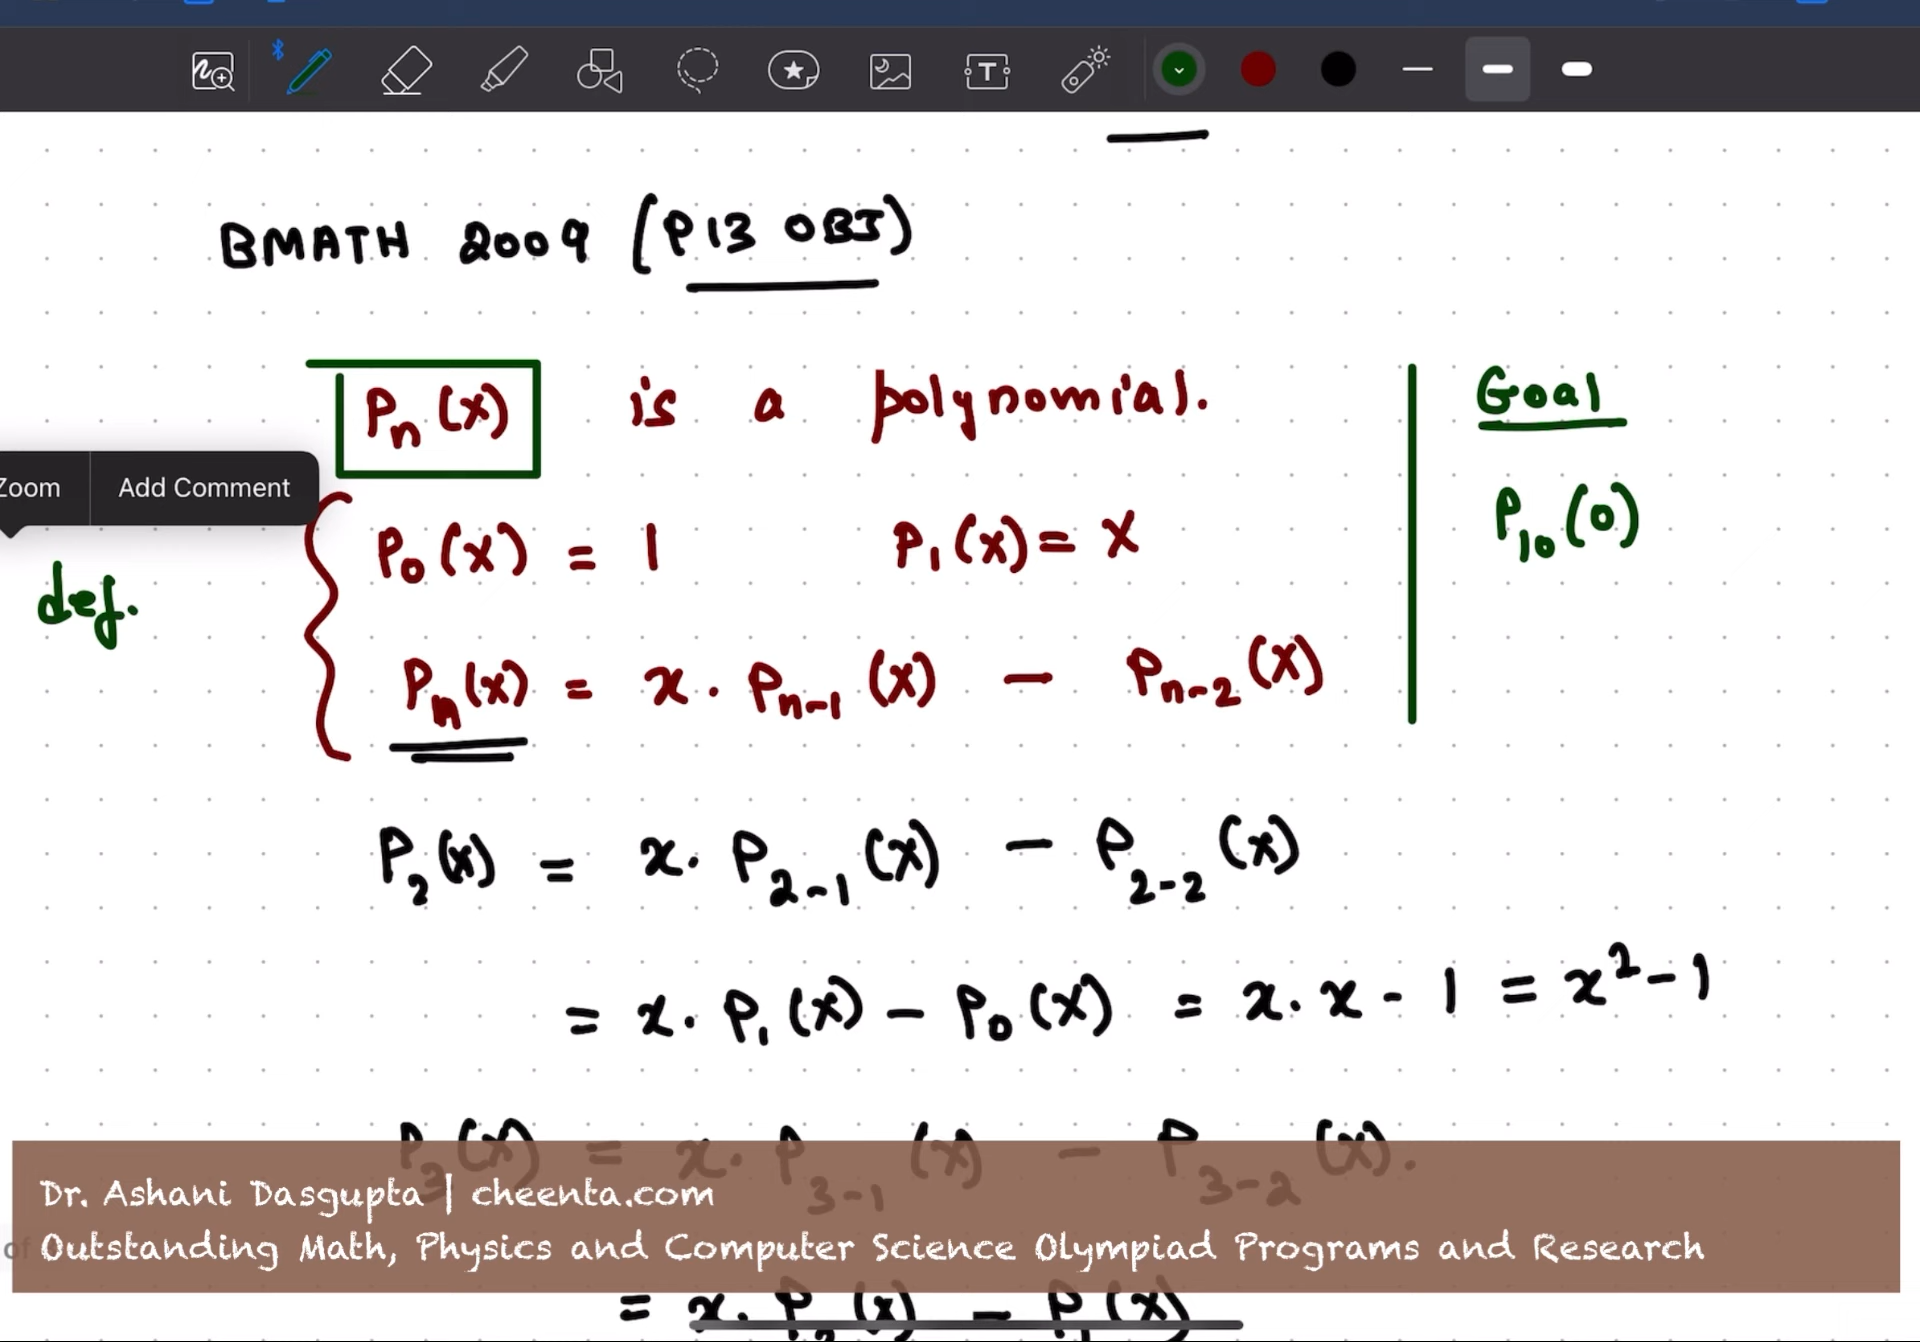 BMATH 2009 (P13 OBJ)
Pₙ(x) is a polynomial.
Goal
P₁₀(0)
Zoom
Add Comment
def.
P₀(x) = 1 P₁(x) = x
Pₙ(x) = x · Pₙ₋₁(x) − Pₙ₋₂(x)
P₂(x) = x · P₂₋₁(x) − P₂₋₂(x)
= x · P₁(x) − P₀(x) = x · x − 1 = x² − 1
P₃(x) = x · P₃₋₁(x) − P₃₋₂(x).
Dr. Ashani Dasgupta | cheenta.com
Outstanding Math, Physics and Computer Science Olympiad Programs and Research
= x · P₂(x) − P₁(x)